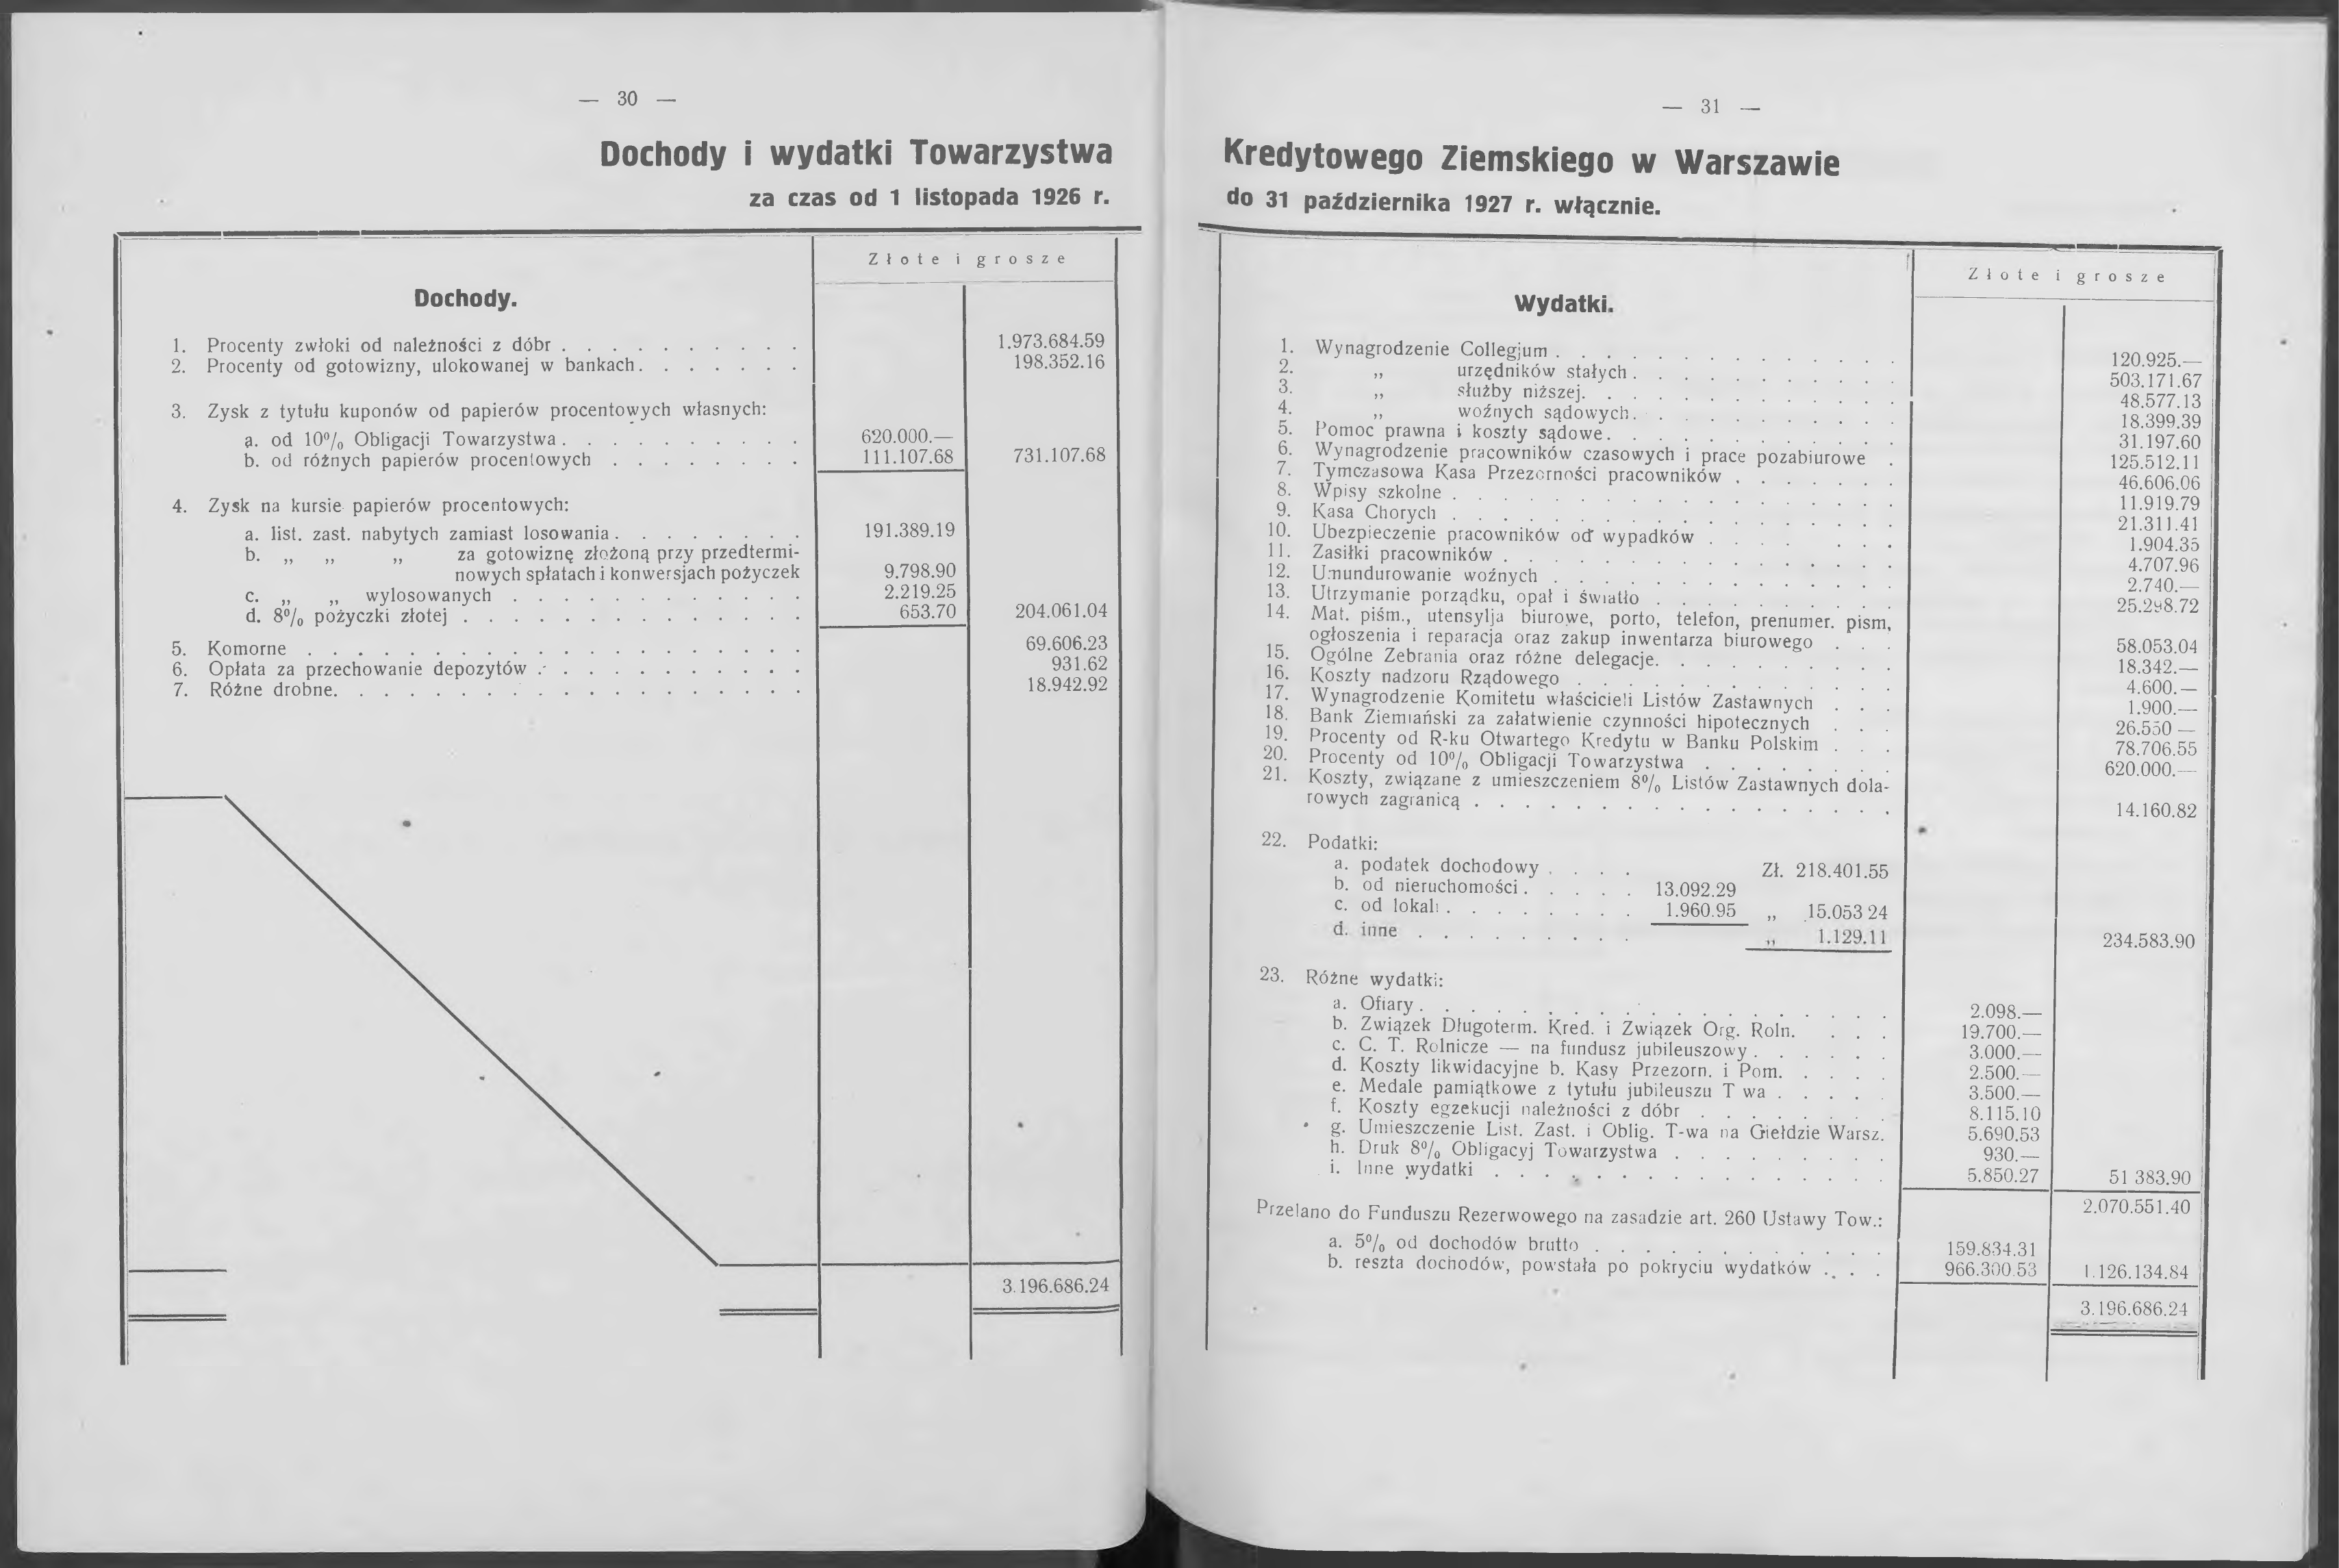 — 30 —
Dochody i wydatki Towarzystwa
za czas od 1 listopada 1926 r.
Złote i grosze
Dochody.
1. Procenty zwłoki od należności z dóbr . . . . . . . . . . 1.973.684.59
2. Procenty od gotowizny, ulokowanej w bankach. . . . . . . 198.352.16
3. Zysk z tytułu kuponów od papierów procentowych własnych:
a. od 10% Obligacji Towarzystwa . . . . . . . . . . 620.000.—
b. od różnych papierów procentowych . . . . . . . . 111.107.68 731.107.68
4. Zysk na kursie papierów procentowych:
a. list. zast. nabytych zamiast losowania . . . . . . . . 191.389.19
b. „ „ „ za gotowiznę złożoną przy przedtermi-
nowych spłatach i konwersjach pożyczek 9.798.90
c. „ „ wylosowanych . . . . . . . . . . . . 2.219.25
d. 8% pożyczki złotej . . . . . . . . . . . . . . 653.70 204.061.04
5. Komorne . . . . . . . . . . . . . . . . . . . . 69.606.23
6. Opłata za przechowanie depozytów . . . . . . . . . . . 931.62
7. Różne drobne. . . . . . . . . . . . . . . . . . . 18.942.92
3.196.686.24
— 31 —
Kredytowego Ziemskiego w Warszawie
do 31 października 1927 r. włącznie.
Złote i grosze
Wydatki.
1. Wynagrodzenie Collegjum . . . . . . . . . . . . . . 120.925.—
2. „ urzędników stałych . . . . . . . . . . . 503.171.67
3. „ służby niższej. . . . . . . . . . . . . 48.577.13
4. „ woźnych sądowych. . . . . . . . . . . 18.399.39
5. Pomoc prawna i koszty sądowe. . . . . . . . . . . . 31.197.60
6. Wynagrodzenie pracowników czasowych i prace pozabiurowe . 125.512.11
7. Tymczasowa Kasa Przezorności pracowników . . . . . . . 46.606.06
8. Wpisy szkolne . . . . . . . . . . . . . . . . . . 11.919.79
9. Kasa Chorych . . . . . . . . . . . . . . . . . . 21.311.41
10. Ubezpieczenie pracowników od wypadków . . . . . . . 1.904.35
11. Zasiłki pracowników . . . . . . . . . . . . . . . . 4.707.96
12. Umundurowanie woźnych . . . . . . . . . . . . . . 2.740.—
13. Utrzymanie porządku, opał i światło . . . . . . . . . . 25.298.72
14. Mat. piśm., utensylja biurowe, porto, telefon, prenumer. pism,
ogłoszenia i reparacja oraz zakup inwentarza biurowego . . . 58.053.04
15. Ogólne Zebrania oraz różne delegacje. . . . . . . . . . 18.342.—
16. Koszty nadzoru Rządowego . . . . . . . . . . . . . 4.600.—
17. Wynagrodzenie Komitetu właścicieli Listów Zastawnych . . . 1.900.—
18. Bank Ziemiański za załatwienie czynności hipotecznych . . . 26.550 —
19. Procenty od R-ku Otwartego Kredytu w Banku Polskim . . . 78.706.55
20. Procenty od 10% Obligacji Towarzystwa . . . . . . . . 620.000.—
21. Koszty, związane z umieszczeniem 8% Listów Zastawnych dola-
rowych zagranicą . . . . . . . . . . . . . . . . . 14.160.82
22. Podatki:
a. podatek dochodowy . . . . Zł. 218.401.55
b. od nieruchomości . . . . . 13.092.29
c. od lokali . . . . . . . . 1.960.95 „ 15.053 24
d. inne . . . . . . . . . „ 1.129.11 234.583.90
23. Różne wydatki:
a. Ofiary . . . . . . . . . . . . . . . . . . . 2.098.—
b. Związek Długoterm. Kred. i Związek Org. Roln. . . . 19.700.—
c. C. T. Rolnicze — na fundusz jubileuszowy . . . . . . 3.000.—
d. Koszty likwidacyjne b. Kasy Przezorn. i Pom. . . . . 2.500.—
e. Medale pamiątkowe z tytułu jubileuszu T wa . . . . . 3.500.—
f. Koszty egzekucji należności z dóbr . . . . . . . . 8.115.10
g. Umieszczenie List. Zast. i Oblig. T-wa na Giełdzie Warsz. 5.690.53
h. Druk 8% Obligacyj Towarzystwa . . . . . . . . . 930.—
i. Inne wydatki . . . . . . . . . . . . . . . . 5.850.27 51 383.90
2.070.551.40
Przelano do Funduszu Rezerwowego na zasadzie art. 260 Ustawy Tow.:
a. 5% od dochodów brutto . . . . . . . . . . . . 159.834.31
b. reszta dochodów, powstała po pokryciu wydatków . . . 966.300.53 1.126.134.84
3.196.686.24